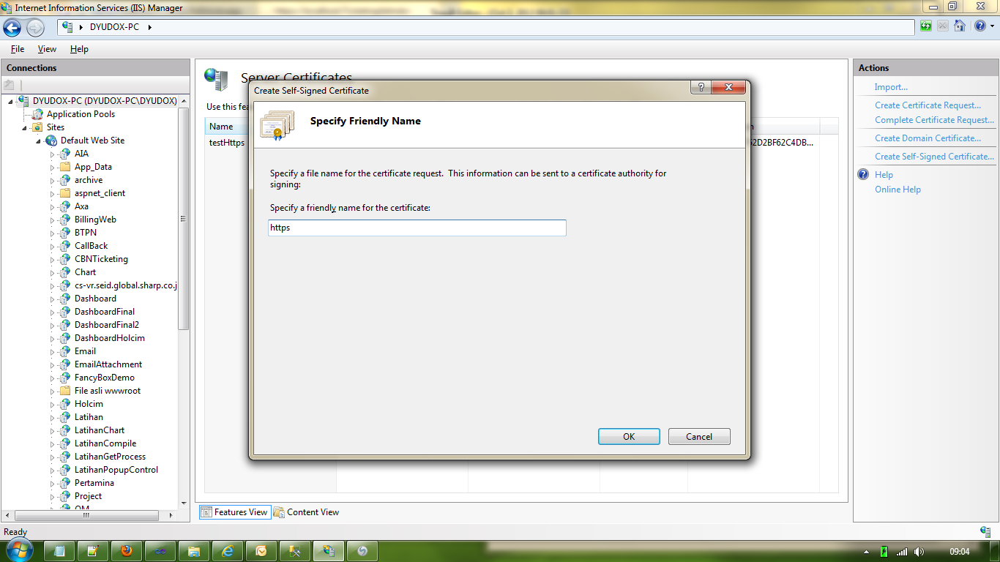 Internet Information Services (IIS) Manager
DYUDOX-PC
File View Help
Connections
DYUDOX-PC (DYUDOX-PC\DYUDOX)
Application Pools
Sites
Default Web Site
AIA
App_Data
archive
aspnet_client
Axa
BillingWeb
BTPN
CallBack
CBNTicketing
Chart
cs-vr.seid.global.sharp.co.j
Dashboard
DashboardFinal
DashboardFinal2
DashboardHolcim
Email
EmailAttachment
FancyBoxDemo
File asli wwwroot
Holcim
Latihan
LatihanChart
LatihanCompile
LatihanGetProcess
LatihanPopupControl
Pertamina
Project
Server Certificates
Use this fea
Name
testHttps
52D2BF62C4DB...
Create Self-Signed Certificate
Specify Friendly Name
Specify a file name for the certificate request. This information can be sent to a certificate authority for
signing:
Specify a friendly name for the certificate:
https
OK Cancel
Features View Content View
Actions
Import...
Create Certificate Request...
Complete Certificate Request...
Create Domain Certificate...
Create Self-Signed Certificate...
Help
Online Help
Ready
09:04